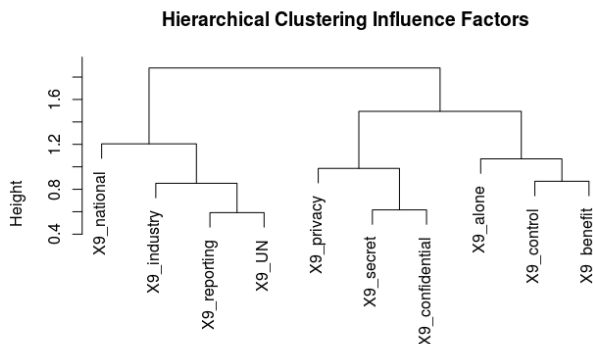 Hierarchical Clustering Influence Factors
Height
0.4 0.8 1.2 1.6
X9_national
X9_industry
X9_reporting
X9_UN
X9_privacy
X9_secret
X9_confidential
X9_alone
X9_control
X9_benefit